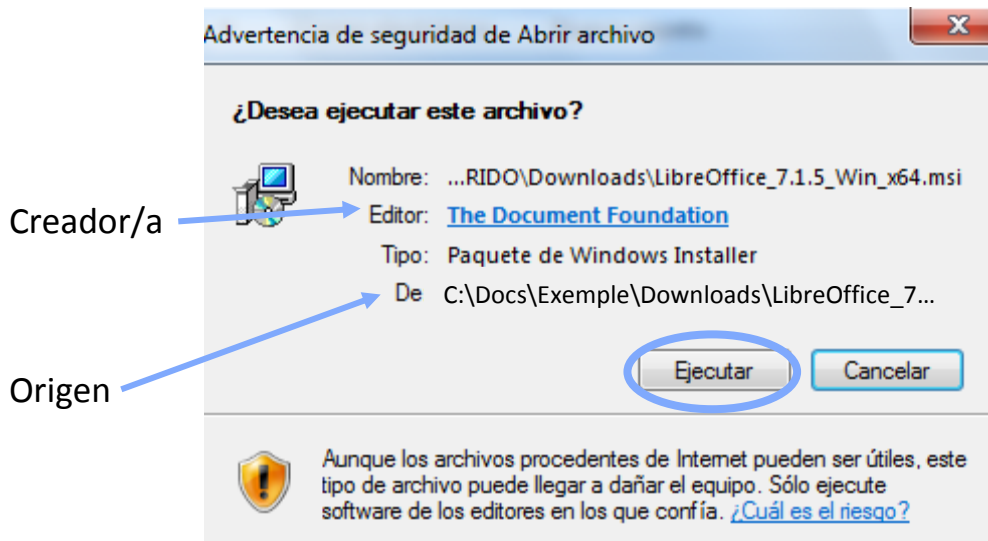 Advertencia de seguridad de Abrir archivo
¿Desea ejecutar este archivo?
Nombre: ...RIDO\Downloads\LibreOffice_7.1.5_Win_x64.msi
Creador/a
Editor: The Document Foundation
Tipo: Paquete de Windows Installer
De C:\Docs\Exemple\Downloads\LibreOffice_7...
Origen
Ejecutar Cancelar
Aunque los archivos procedentes de Internet pueden ser útiles, este
tipo de archivo puede llegar a dañar el equipo. Sólo ejecute
software de los editores en los que confía. ¿Cuál es el riesgo?